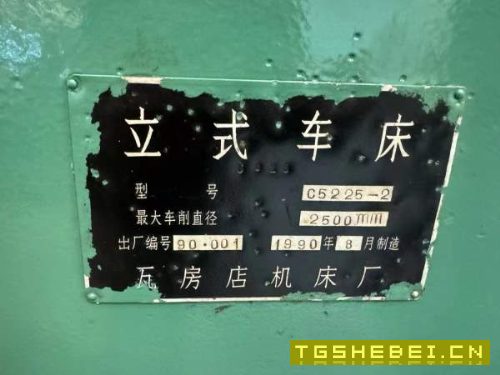 立式车床
型号 C5225-2
最大车削直径 2500mm
出厂编号 90·001 1990年8月制造
瓦房店机床厂
TGSHEBEI.CN